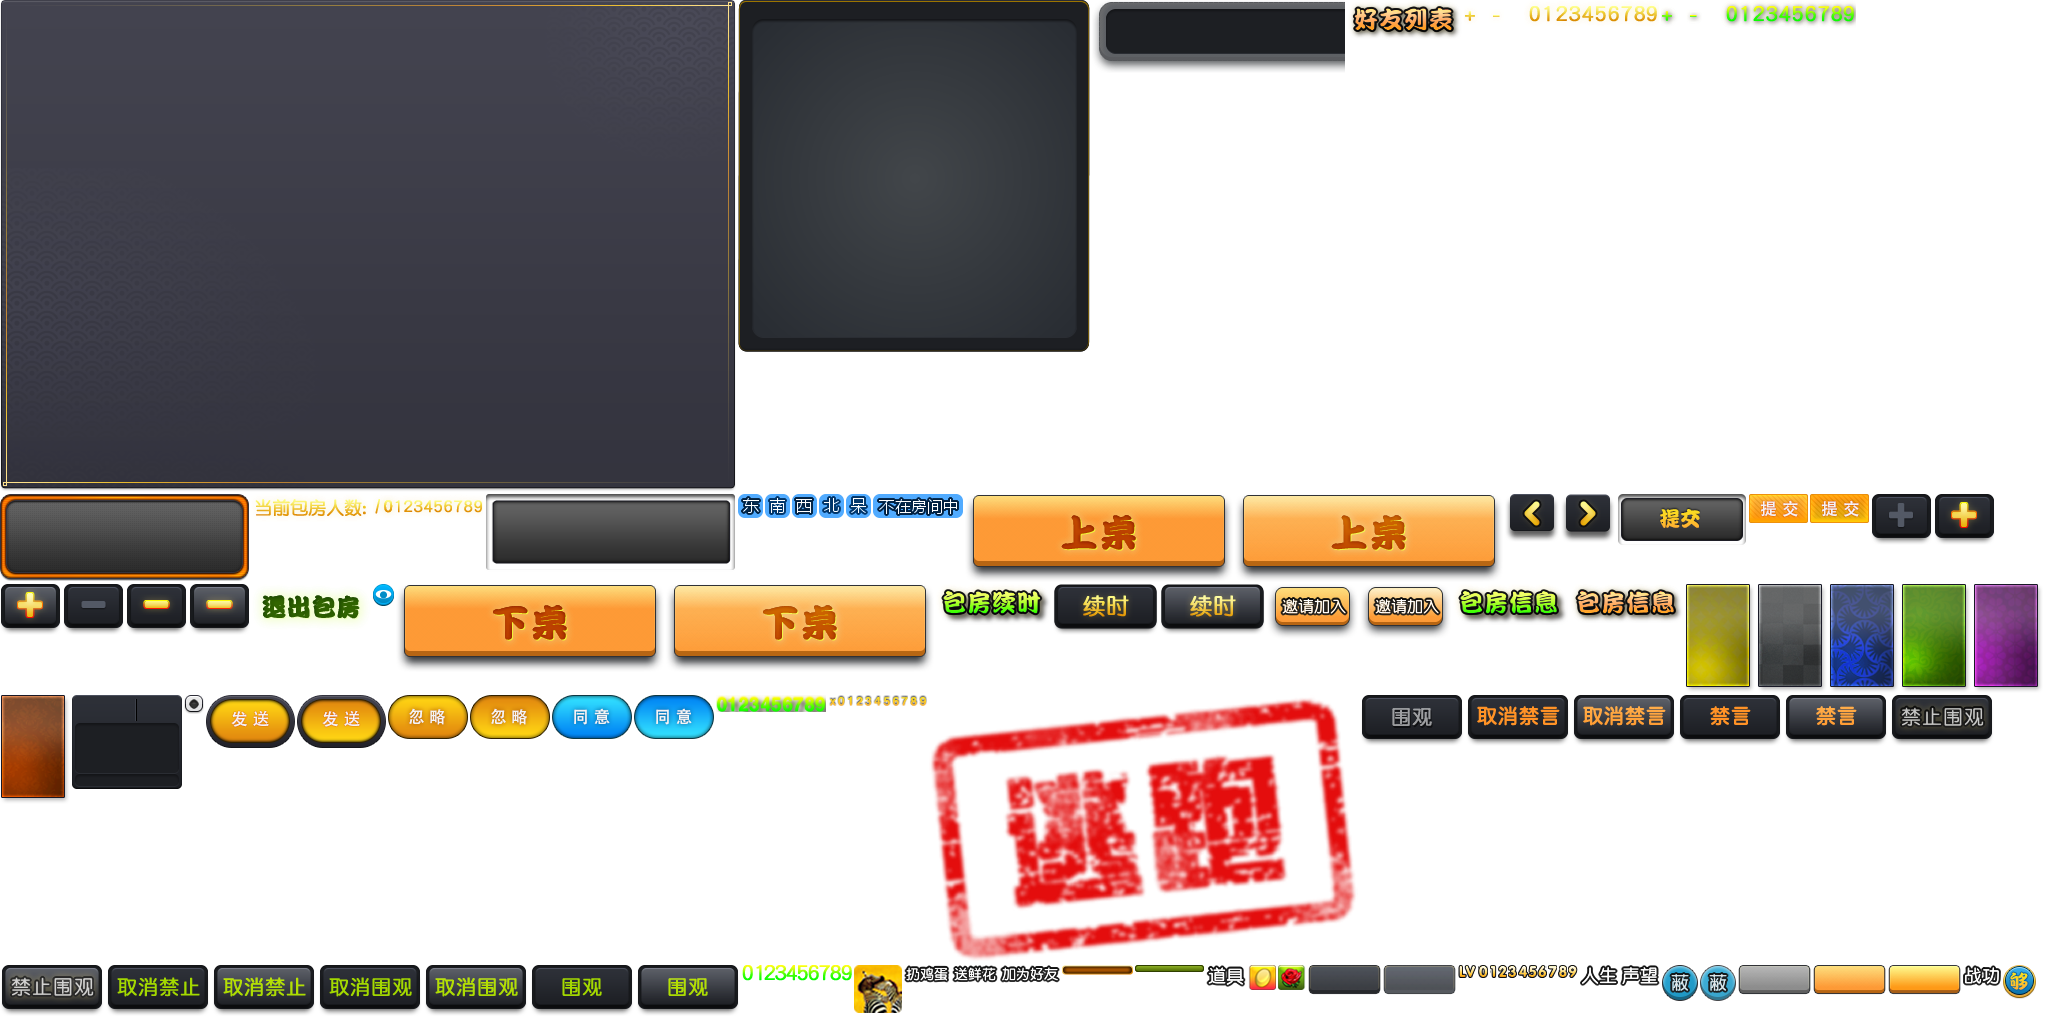 好友列表 + - 0123456789 + - 0123456789
当前包房人数: / 0123456789 东 南 西 北 呆 不在房间中 上桌 上桌 提交 提交 提交
退出包房 下桌 下桌 包房续时 续时 续时 邀请加入 邀请加入 包房信息 包房信息
发送 发送 忽略 忽略 同意 同意 0123456789 x0123456789 围观 取消禁言 取消禁言 禁言 禁言 禁止围观
逃跑
禁止围观 取消禁止 取消禁止 取消围观 取消围观 围观 围观 0123456789 扔鸡蛋 送鲜花 加为好友 道具 LV 0123456789 人生 声望 蔽 蔽 战功 够